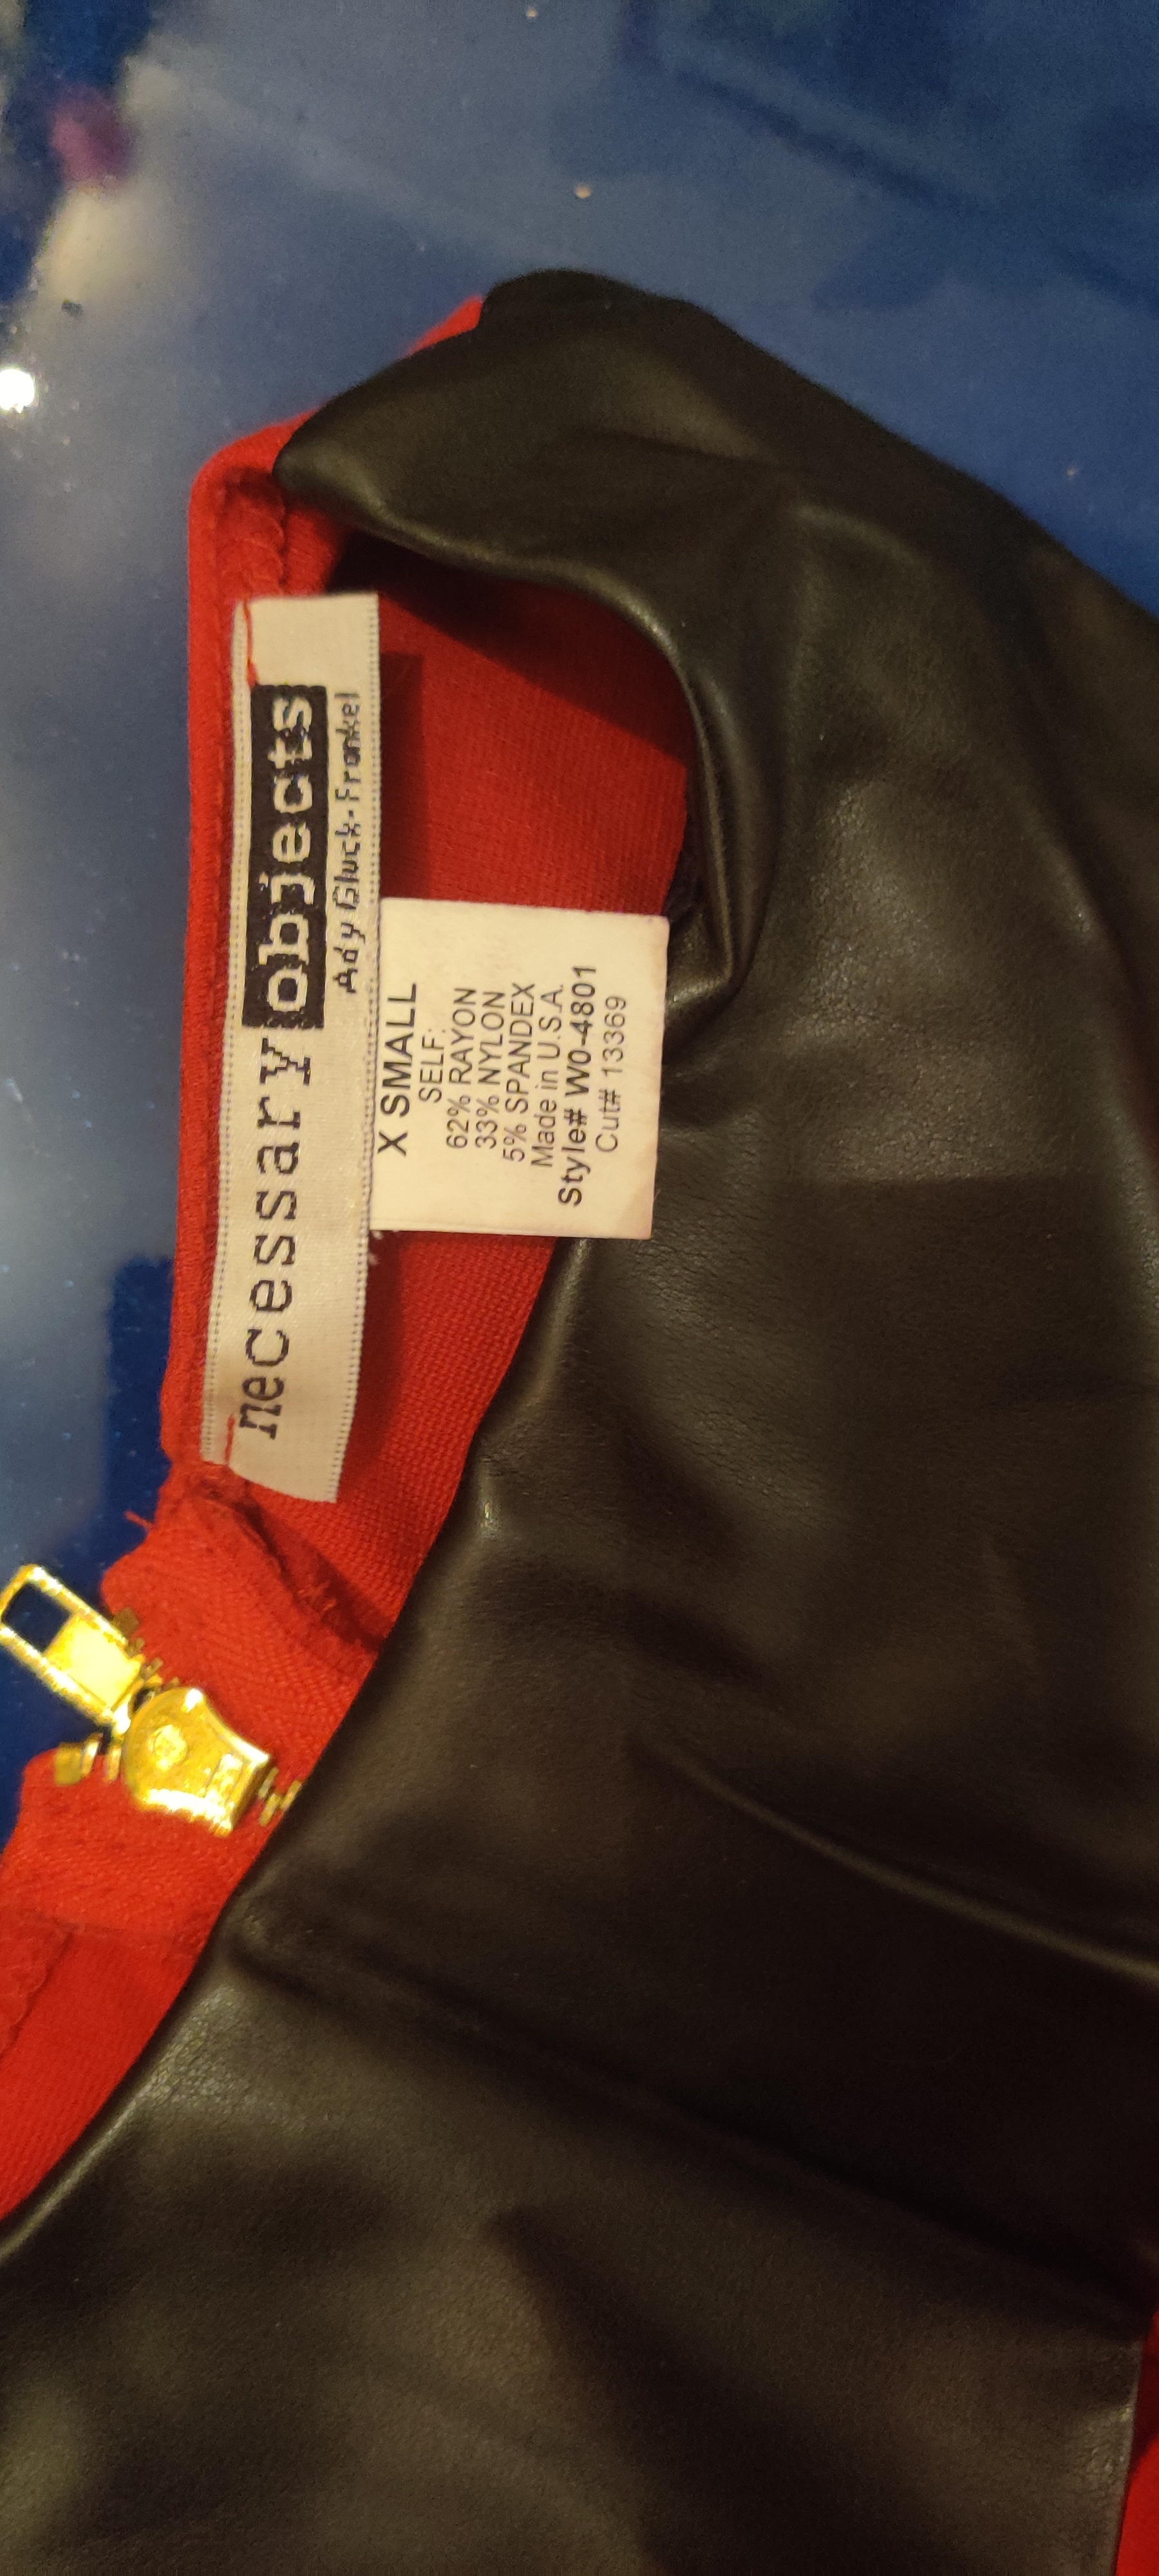 necessary objects
Ady Gluck-Frankel
X SMALL
SELF:
62% RAYON
33% NYLON
5% SPANDEX
Made in U.S.A.
Style# W0-4801
Cut# 13369